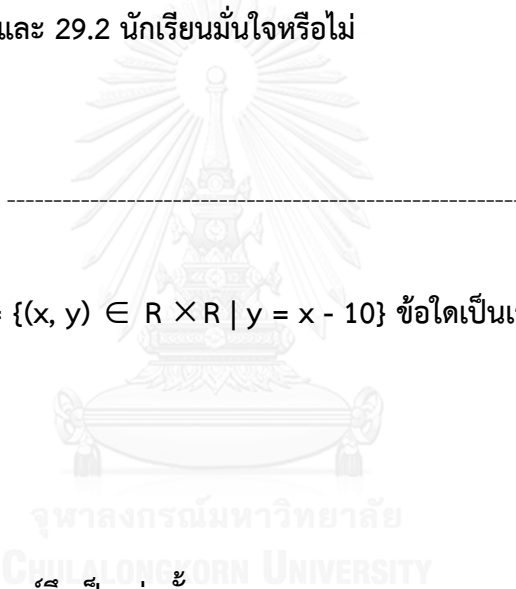 และ 29.2 นักเรียนมั่นใจหรือไม่
= {(x, y) ∈ R ×R | y = x - 10} ข้อใดเป็น
จุฬาลงกรณ์มหาวิทยาลัย
CHULALONGKORN UNIVERSITY